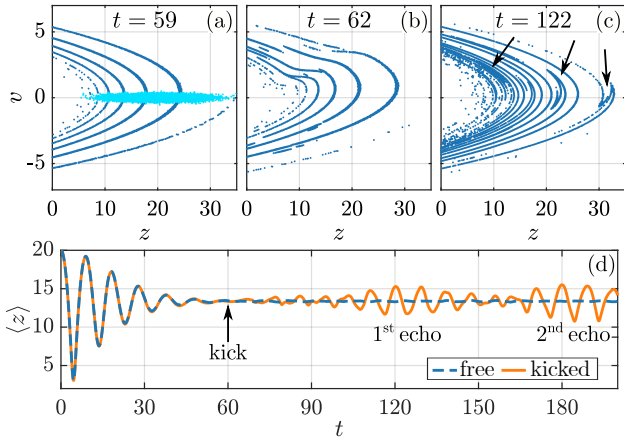 t = 59 (a)
t = 62 (b)
t = 122 (c)
v
5
0
-5
0 10 20 30
0 10 20 30
0 10 20 30
z
z
z
(d)
⟨z⟩
20
15
10
5
kick
1st echo
2nd echo
free kicked
0 30 60 90 120 150 180
t